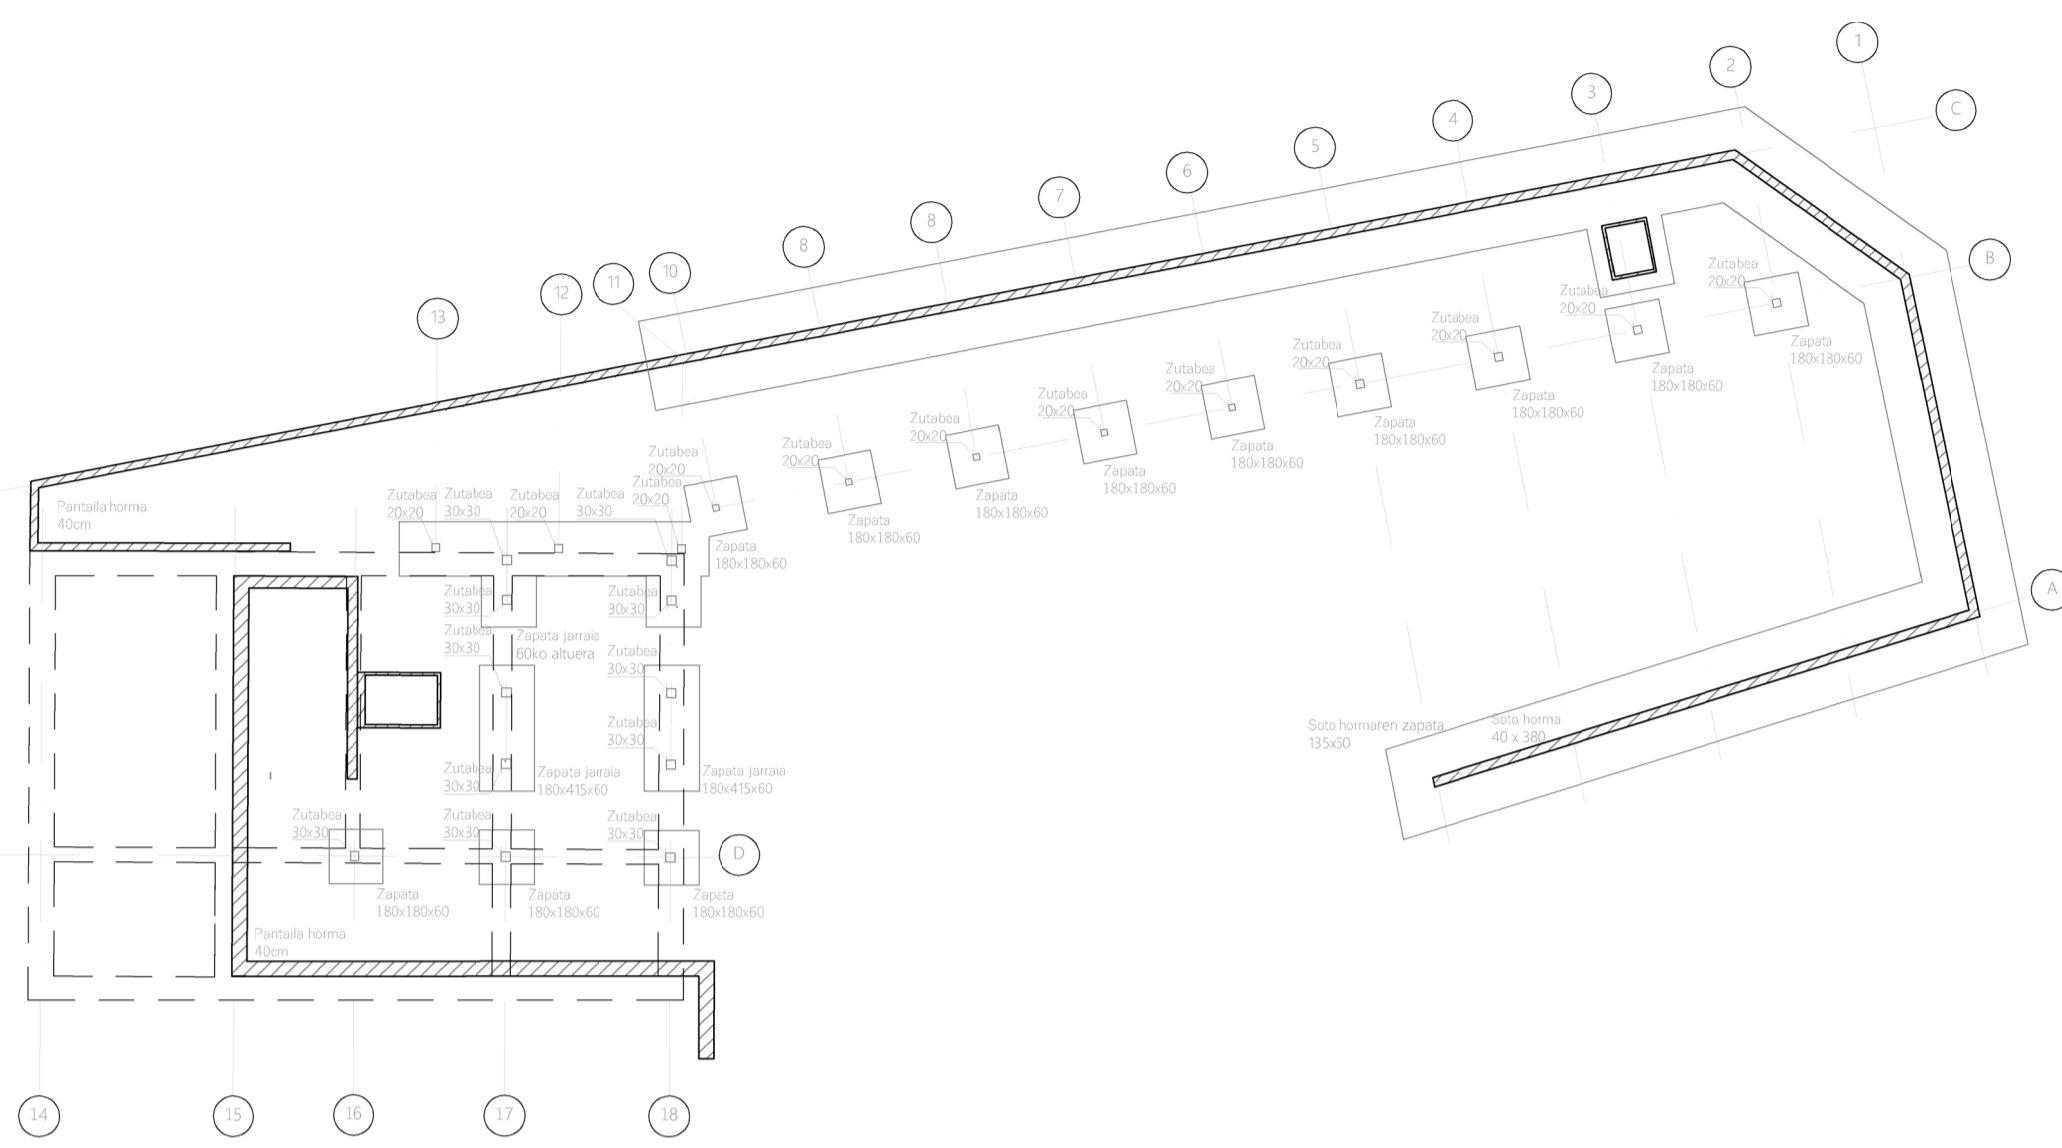 1
2
C
3
4
5
6
7
8
8
B
10
11
12
13
Zutabea
20x20
Zutabea
20x20
Zapata
180x180x60
Zutabea
20x20
Zapata
180x180x60
Zutabea
20x20
Zapata
180x180x60
Zutabea
20x20
Zapata
180x180x60
Zutabea
20x20
Zapata
180x180x60
Zutabea
20x20
Zapata
180x180x60
Zutabea
20x20
Zapata
180x180x60
Zutabea
20x20
Zapata
180x180x60
Zutabea
20x20
Zutabea
20x20
Zapata
180x180x60
Pantaila horma
40cm
Zutabea
20x20
Zutabea
30x30
Zutabea
20x20
Zutabea
30x30
Zutabea
30x30
Zutabea
30x30
A
Zutabea
30x30
Zapata jarraia
60ko altuera
Zutabea
30x30
Soto hormaren zapata
135x60
Soto horma
40 x 380
Zutabea
30x30
Zutabea
30x30
Zapata jarraia
180x415x60
Zapata jarraia
180x415x60
Zutabea
30x30
Zutabea
30x30
Zutabea
30x30
D
Zapata
180x180x60
Zapata
180x180x60
Zapata
180x180x60
Pantaila horma
40cm
14
15
16
17
18